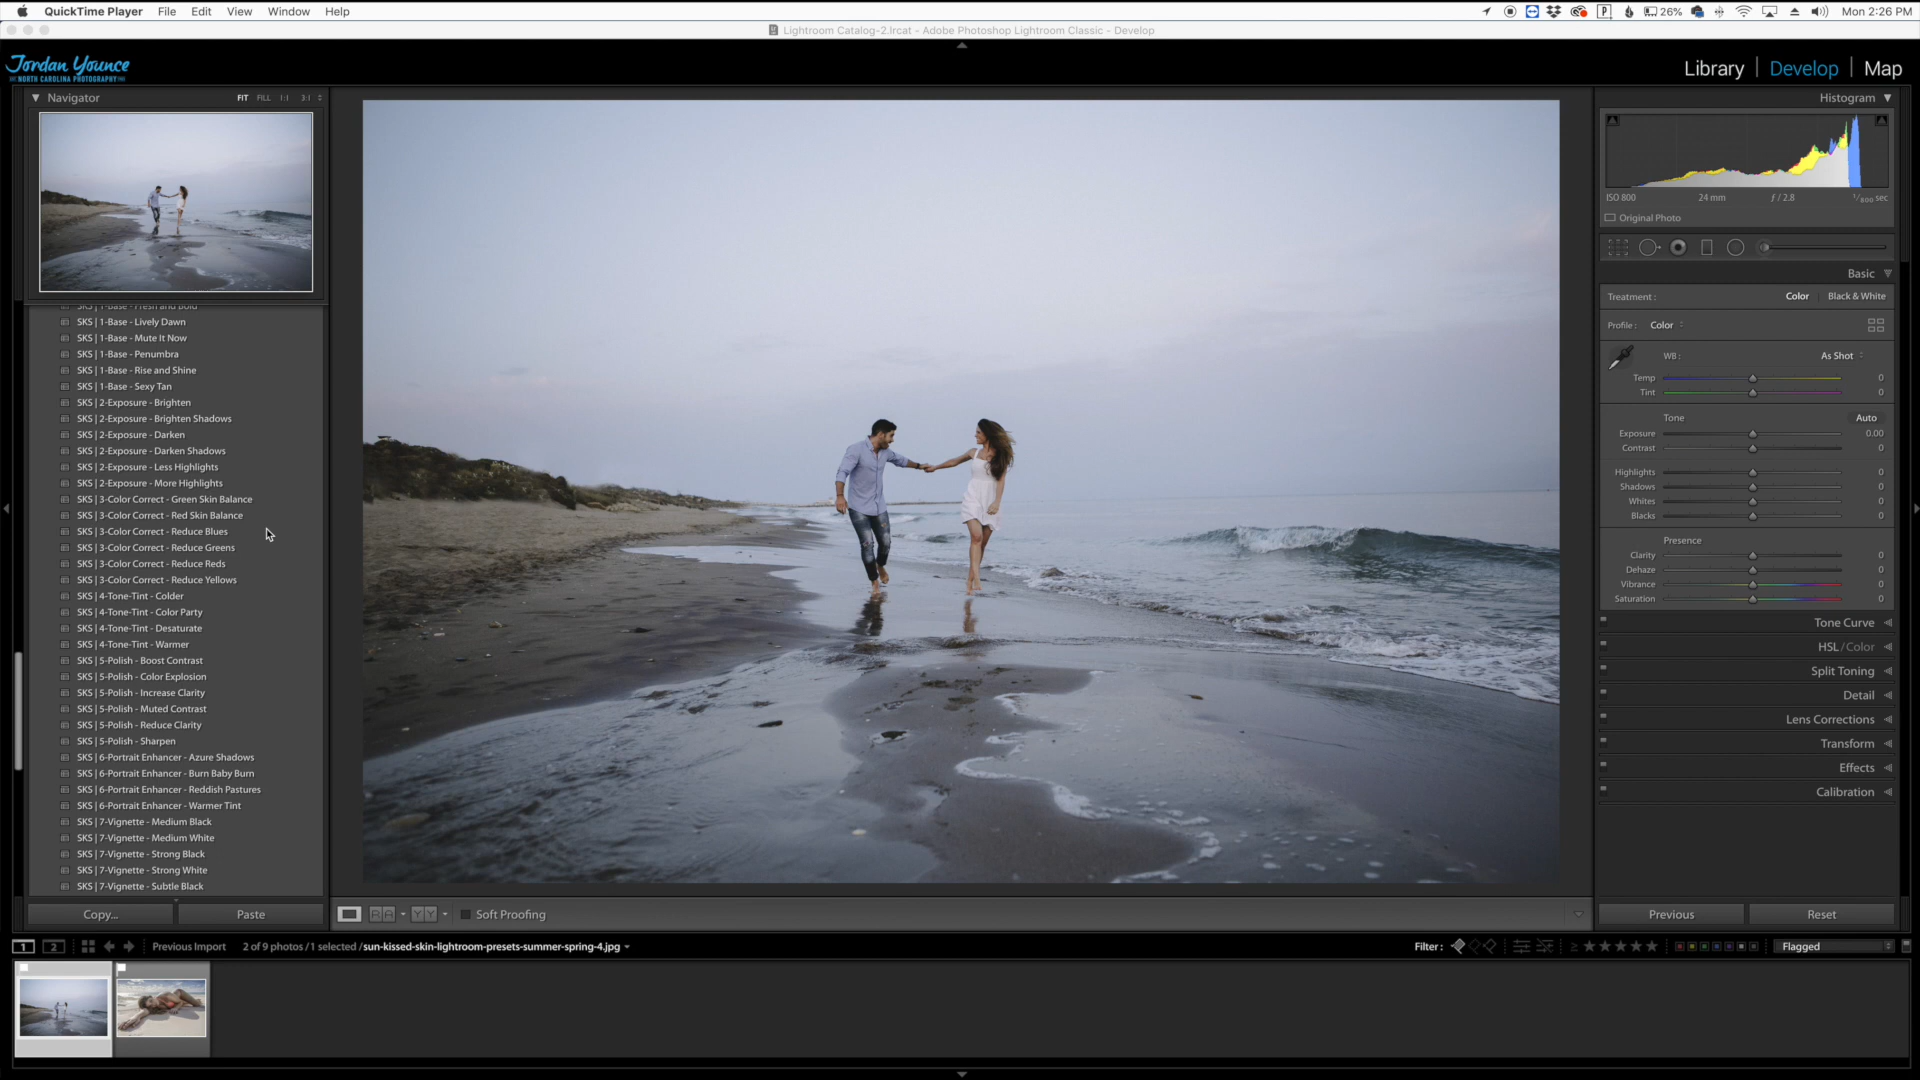 QuickTime Player File Edit View Window Help
26% Mon 2:26 PM
Lightroom Catalog-2.lrcat - Adobe Photoshop Lightroom Classic - Develop
Jordan Younce
NORTH CAROLINA PHOTOGRAPHY
Library | Develop | Map
Navigator FIT FILL 1:1 3:1
SKS | 1-Base - Fresh and Bold
SKS | 1-Base - Lively Dawn
SKS | 1-Base - Mute It Now
SKS | 1-Base - Penumbra
SKS | 1-Base - Rise and Shine
SKS | 1-Base - Sexy Tan
SKS | 2-Exposure - Brighten
SKS | 2-Exposure - Brighten Shadows
SKS | 2-Exposure - Darken
SKS | 2-Exposure - Darken Shadows
SKS | 2-Exposure - Less Highlights
SKS | 2-Exposure - More Highlights
SKS | 3-Color Correct - Green Skin Balance
SKS | 3-Color Correct - Red Skin Balance
SKS | 3-Color Correct - Reduce Blues
SKS | 3-Color Correct - Reduce Greens
SKS | 3-Color Correct - Reduce Reds
SKS | 3-Color Correct - Reduce Yellows
SKS | 4-Tone-Tint - Colder
SKS | 4-Tone-Tint - Color Party
SKS | 4-Tone-Tint - Desaturate
SKS | 4-Tone-Tint - Warmer
SKS | 5-Polish - Boost Contrast
SKS | 5-Polish - Color Explosion
SKS | 5-Polish - Increase Clarity
SKS | 5-Polish - Muted Contrast
SKS | 5-Polish - Reduce Clarity
SKS | 5-Polish - Sharpen
SKS | 6-Portrait Enhancer - Azure Shadows
SKS | 6-Portrait Enhancer - Burn Baby Burn
SKS | 6-Portrait Enhancer - Reddish Pastures
SKS | 6-Portrait Enhancer - Warmer Tint
SKS | 7-Vignette - Medium Black
SKS | 7-Vignette - Medium White
SKS | 7-Vignette - Strong Black
SKS | 7-Vignette - Strong White
SKS | 7-Vignette - Subtle Black
Copy... Paste
Histogram
ISO 800 24 mm ƒ / 2.8 1/800 sec
Original Photo
Basic
Treatment : Color Black & White
Profile : Color
WB : As Shot
Temp 0
Tint 0
Tone Auto
Exposure 0.00
Contrast 0
Highlights 0
Shadows 0
Whites 0
Blacks 0
Presence
Clarity 0
Dehaze 0
Vibrance 0
Saturation 0
Tone Curve
HSL / Color
Split Toning
Detail
Lens Corrections
Transform
Effects
Calibration
Previous Reset
RA YY Soft Proofing
1 2 Previous Import 2 of 9 photos / 1 selected / sun-kissed-skin-lightroom-presets-summer-spring-4.jpg
Filter : ≥ ★★★★★ Flagged